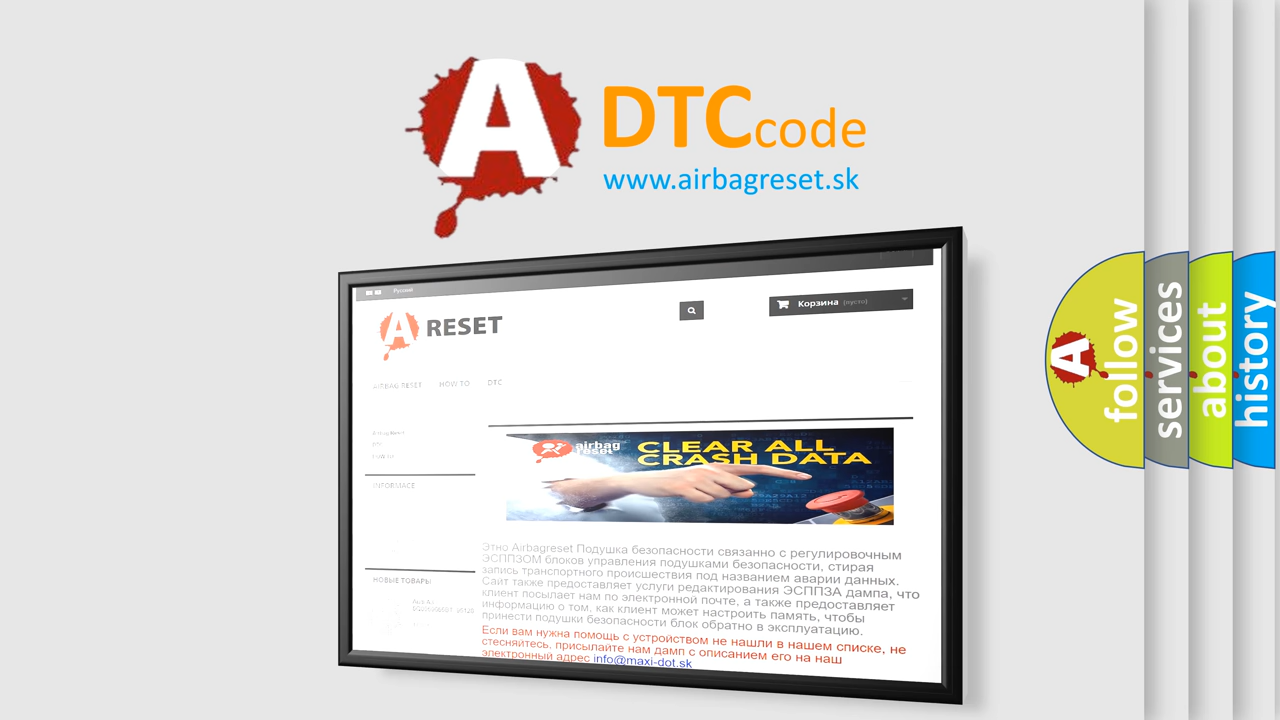 A
DTCcode
www.airbagreset.sk
Русский
A RESET
Корзина (пусто)
AIRBAG RESET HOW TO DTC
airbag
reset
CLEAR ALL
CRASH DATA
INFORMACE
Этно Airbagreset Подушка безопасности связанно с регулировочным
ЭСППЗОМ блоков управления подушками безопасности, стирая
запись транспортного происшествия под названием аварии данных.
Сайт также предоставляет услуги редактирования ЭСППЗА дампа, что
клиент посылает нам по электронной почте, а также предоставляет
информацию о том, как клиент может настроить память, чтобы
принести подушки безопасности блок обратно в эксплуатацию.
НОВЫЕ ТОВАРЫ
Если вам нужна помощь с устройством не нашли в нашем списке, не
стесняйтесь, присылайте нам дамп с описанием его на наш
электронный адрес info@maxi-dot.sk
A
follow
services
about
history